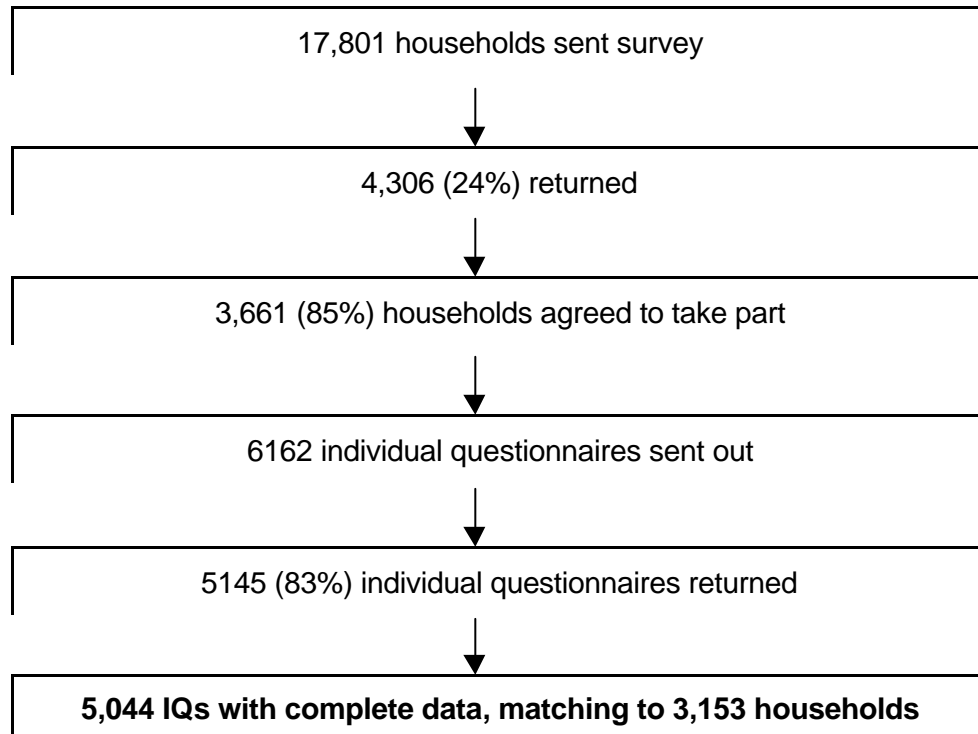 17,801 households sent survey
4,306 (24%) returned
3,661 (85%) households agreed to take part
6162 individual questionnaires sent out
5145 (83%) individual questionnaires returned
5,044 IQs with complete data, matching to 3,153 households